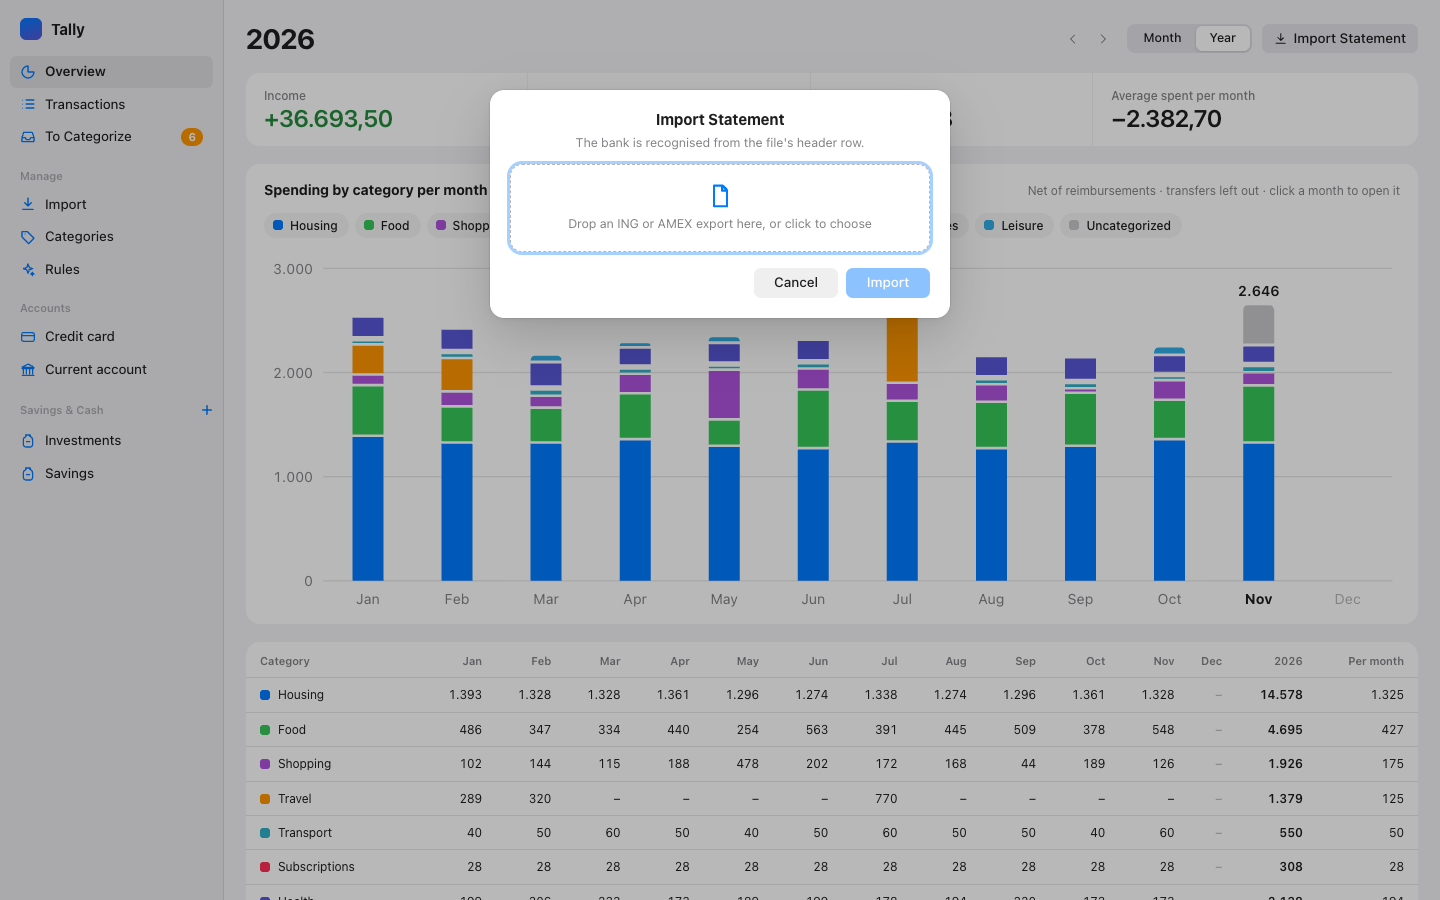 Tally
Overview
Transactions
To Categorize 6
Manage
Import
Categories
Rules
Accounts
Credit card
Current account
Savings & Cash +
Investments
Savings
2026
Month Year Import Statement
Income
+36.693,50
Average spent per month
−2.382,70
Import Statement
The bank is recognised from the file's header row.
Drop an ING or AMEX export here, or click to choose
Cancel Import
Spending by category per month
Net of reimbursements · transfers left out · click a month to open it
Housing Food Leisure Uncategorized
3.000
2.000
1.000
0
2.646
Jan Feb Mar Apr May Jun Jul Aug Sep Oct Nov Dec
Category Jan Feb Mar Apr May Jun Jul Aug Sep Oct Nov Dec 2026 Per month
Housing 1.393 1.328 1.328 1.361 1.296 1.274 1.338 1.274 1.296 1.361 1.328 – 14.578 1.325
Food 486 347 334 440 254 563 391 445 509 378 548 – 4.695 427
Shopping 102 144 115 188 478 202 172 168 44 189 126 – 1.926 175
Travel 289 320 – – – – 770 – – – – – 1.379 125
Transport 40 50 60 50 40 50 60 50 50 40 60 – 550 50
Subscriptions 28 28 28 28 28 28 28 28 28 28 28 – 308 28